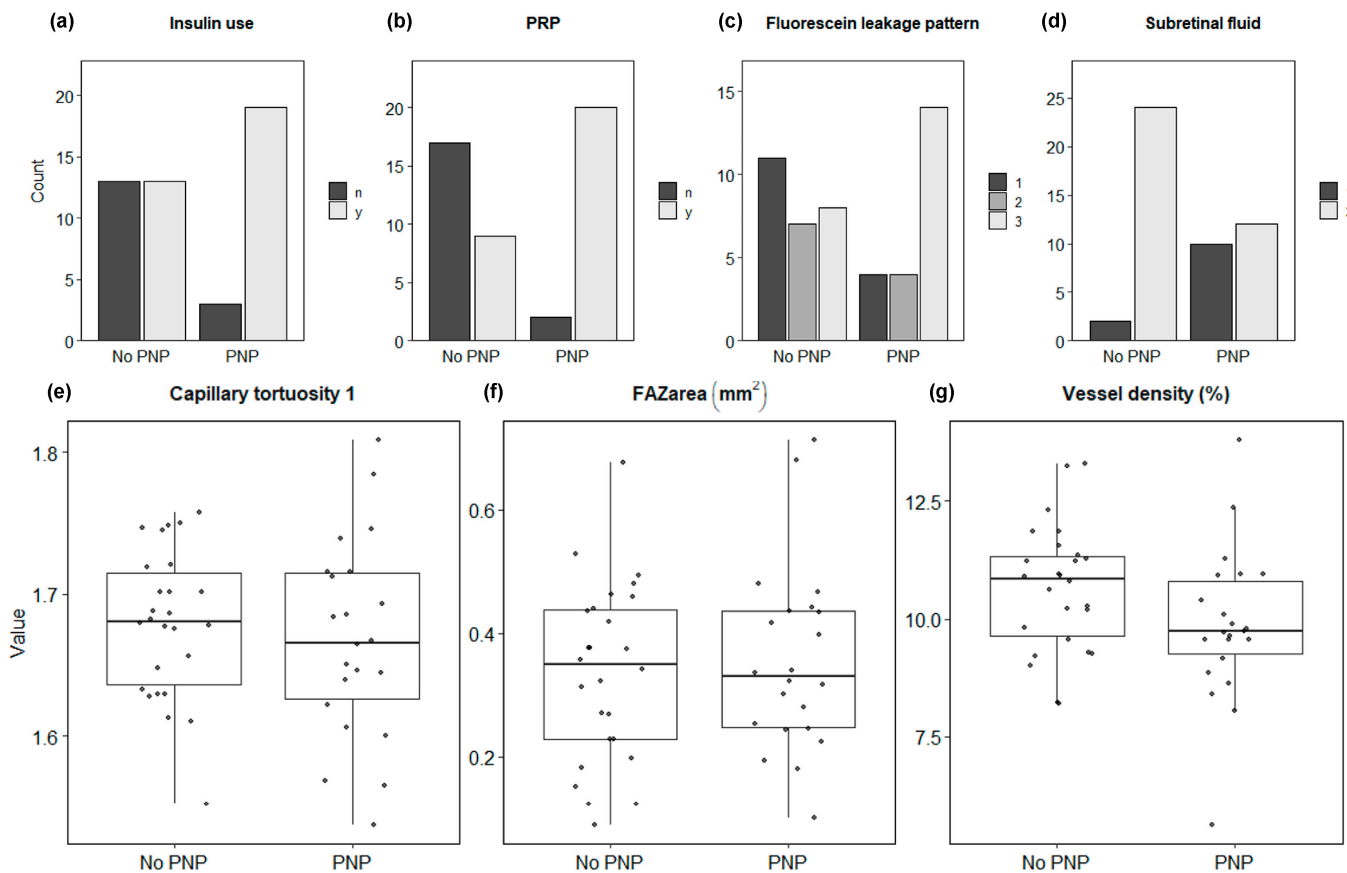 (a) Insulin use
(b) PRP
(c) Fluorescein leakage pattern
(d) Subretinal fluid
Count
20
15
10
5
0
No PNP PNP
n
y
20
15
10
5
0
No PNP PNP
n
y
15
10
5
0
No PNP PNP
1
2
3
25
20
15
10
5
0
No PNP PNP
(e) Capillary tortuosity 1
(f) FAZarea (mm²)
(g) Vessel density (%)
Value
1.8
1.7
1.6
No PNP PNP
0.6
0.4
0.2
No PNP PNP
12.5
10.0
7.5
No PNP PNP